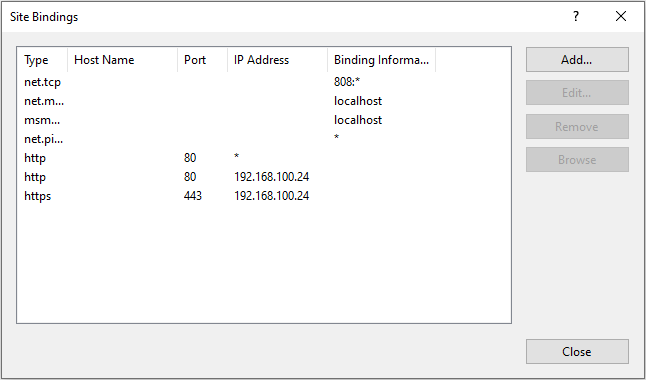 Site Bindings
?
Type Host Name Port IP Address Binding Informa...
net.tcp 808:*
net.m... localhost
msm... localhost
net.pi... *
http 80 *
http 80 192.168.100.24
https 443 192.168.100.24
Add...
Edit...
Remove
Browse
Close